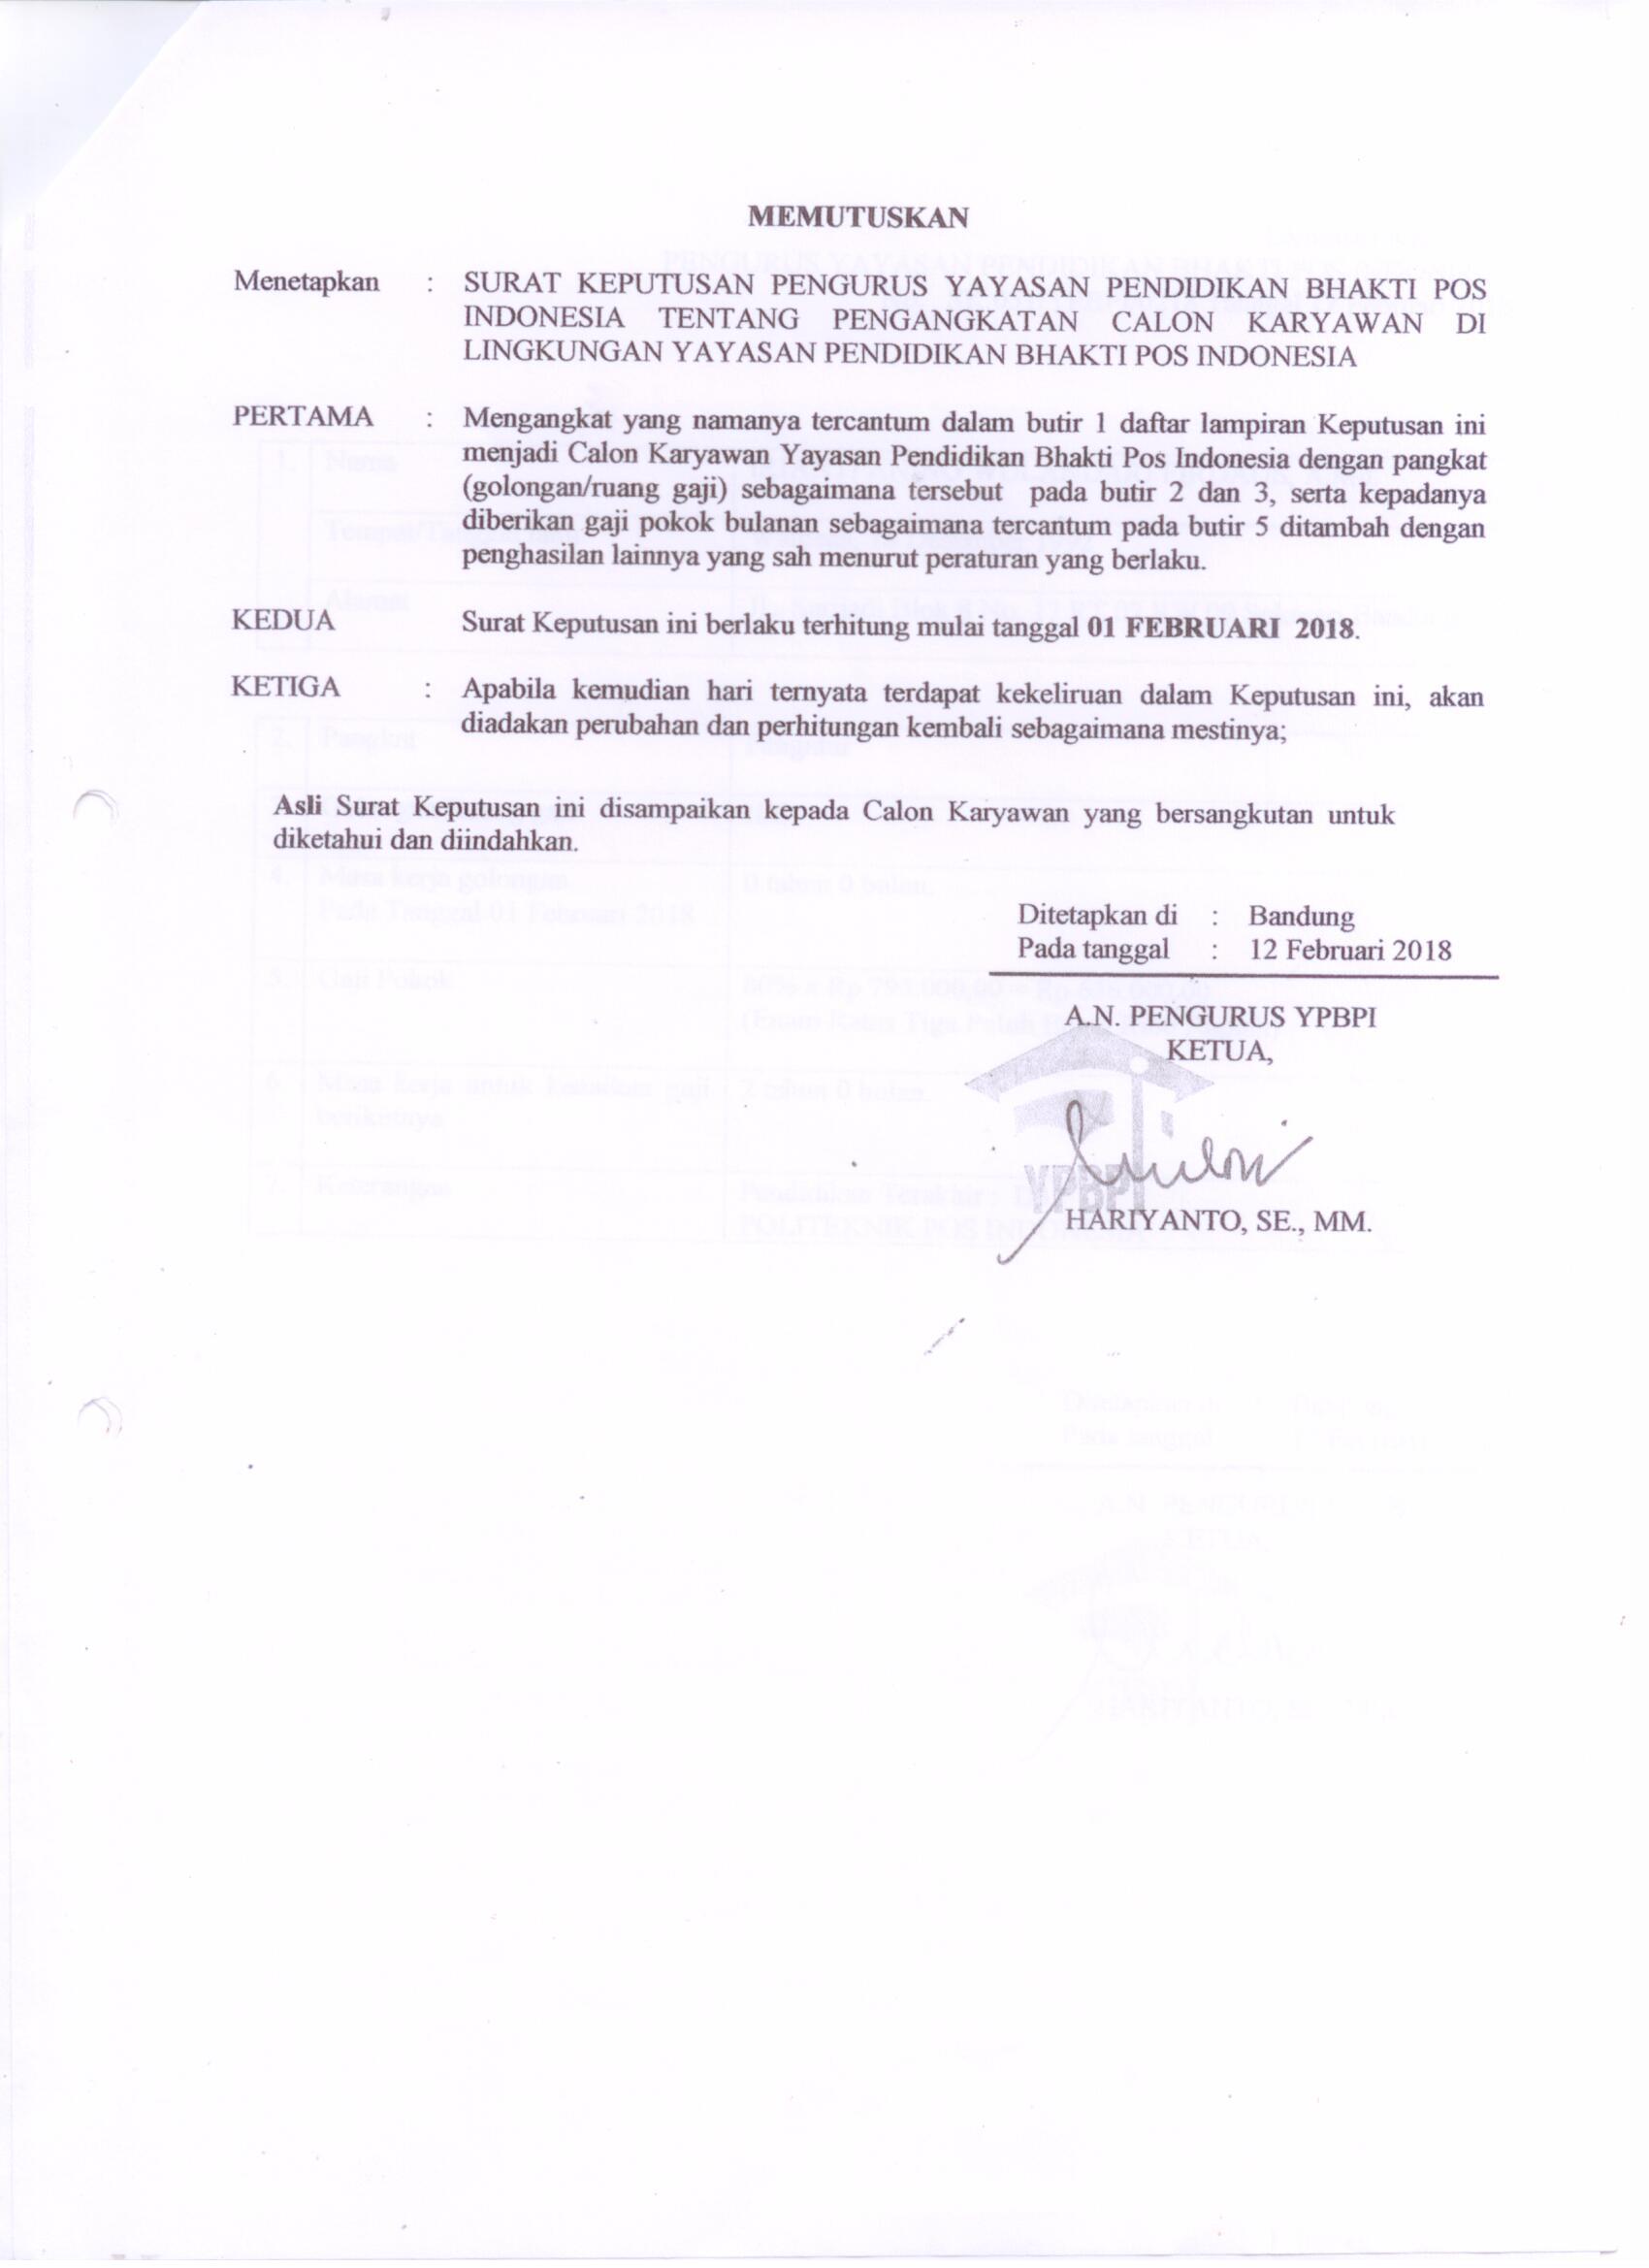 MEMUTUSKAN
Menetapkan : SURAT KEPUTUSAN PENGURUS YAYASAN PENDIDIKAN BHAKTI POS
INDONESIA TENTANG PENGANGKATAN CALON KARYAWAN DI
LINGKUNGAN YAYASAN PENDIDIKAN BHAKTI POS INDONESIA
PERTAMA : Mengangkat yang namanya tercantum dalam butir 1 daftar lampiran Keputusan ini
menjadi Calon Karyawan Yayasan Pendidikan Bhakti Pos Indonesia dengan pangkat
(golongan/ruang gaji) sebagaimana tersebut pada butir 2 dan 3, serta kepadanya
diberikan gaji pokok bulanan sebagaimana tercantum pada butir 5 ditambah dengan
penghasilan lainnya yang sah menurut peraturan yang berlaku.
KEDUA Surat Keputusan ini berlaku terhitung mulai tanggal 01 FEBRUARI 2018.
KETIGA : Apabila kemudian hari ternyata terdapat kekeliruan dalam Keputusan ini, akan
diadakan perubahan dan perhitungan kembali sebagaimana mestinya;
Asli Surat Keputusan ini disampaikan kepada Calon Karyawan yang bersangkutan untuk
diketahui dan diindahkan.
Ditetapkan di : Bandung
Pada tanggal : 12 Februari 2018
A.N. PENGURUS YPBPI
KETUA,
YPBPI
HARIYANTO, SE., MM.